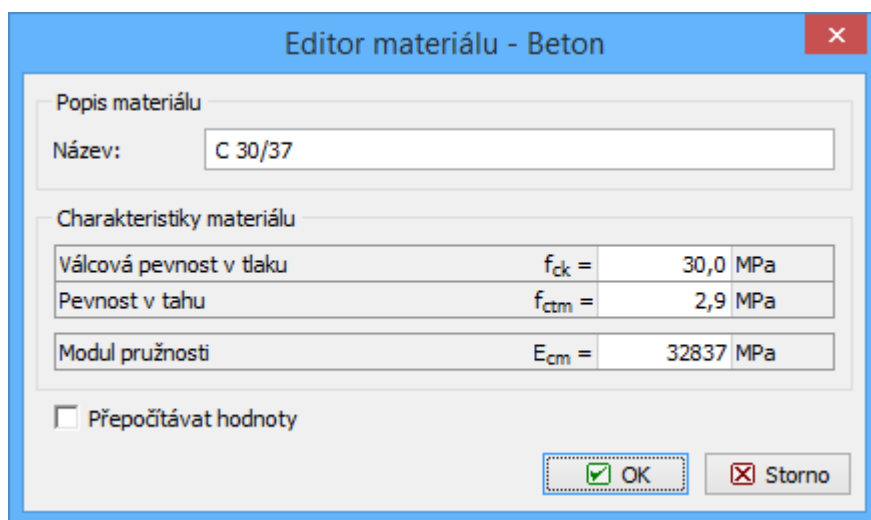 Editor materiálu - Beton
Popis materiálu
Název: C 30/37
Charakteristiky materiálu
Válcová pevnost v tlaku fck = 30,0 MPa
Pevnost v tahu fctm = 2,9 MPa
Modul pružnosti Ecm = 32837 MPa
Přepočítávat hodnoty
OK Storno